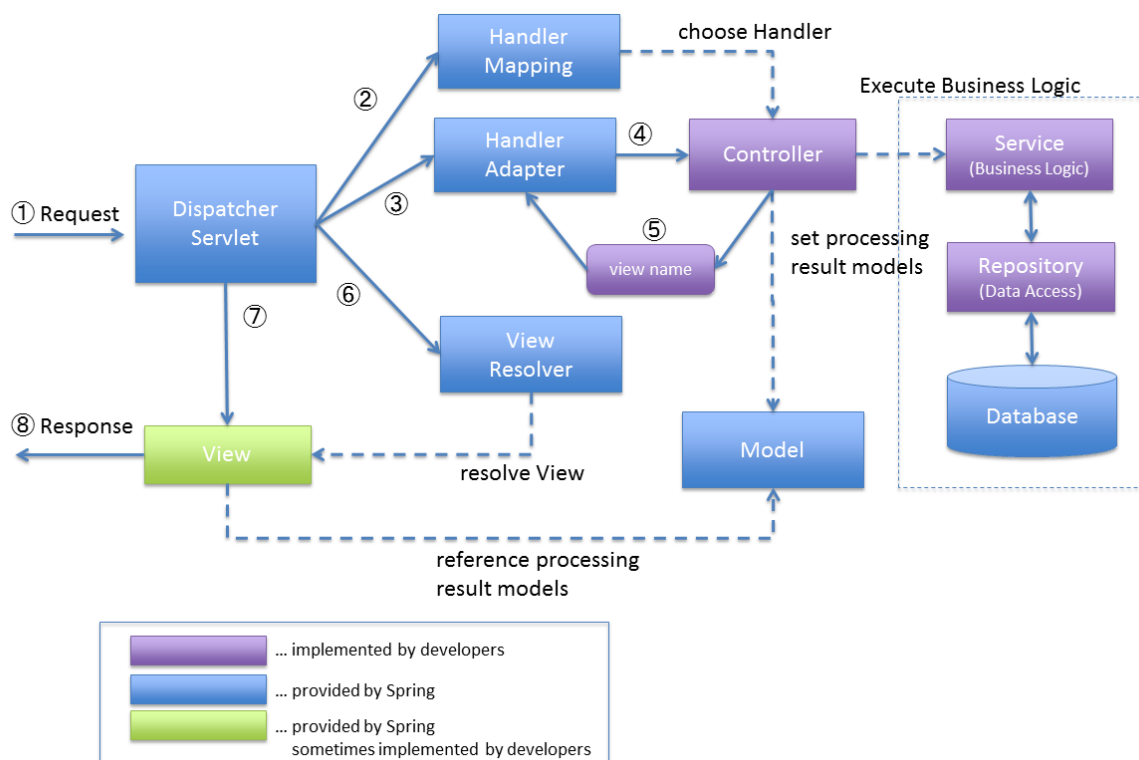 Handler
Mapping
choose Handler
Execute Business Logic
②
Handler
Adapter
④
Controller
Service
(Business Logic)
① Request
Dispatcher
Servlet
③
⑤
view name
set processing
result models
Repository
(Data Access)
⑥
⑦
View
Resolver
Database
⑧ Response
View
resolve View
Model
reference processing
result models
... implemented by developers
... provided by Spring
... provided by Spring
sometimes implemented by developers